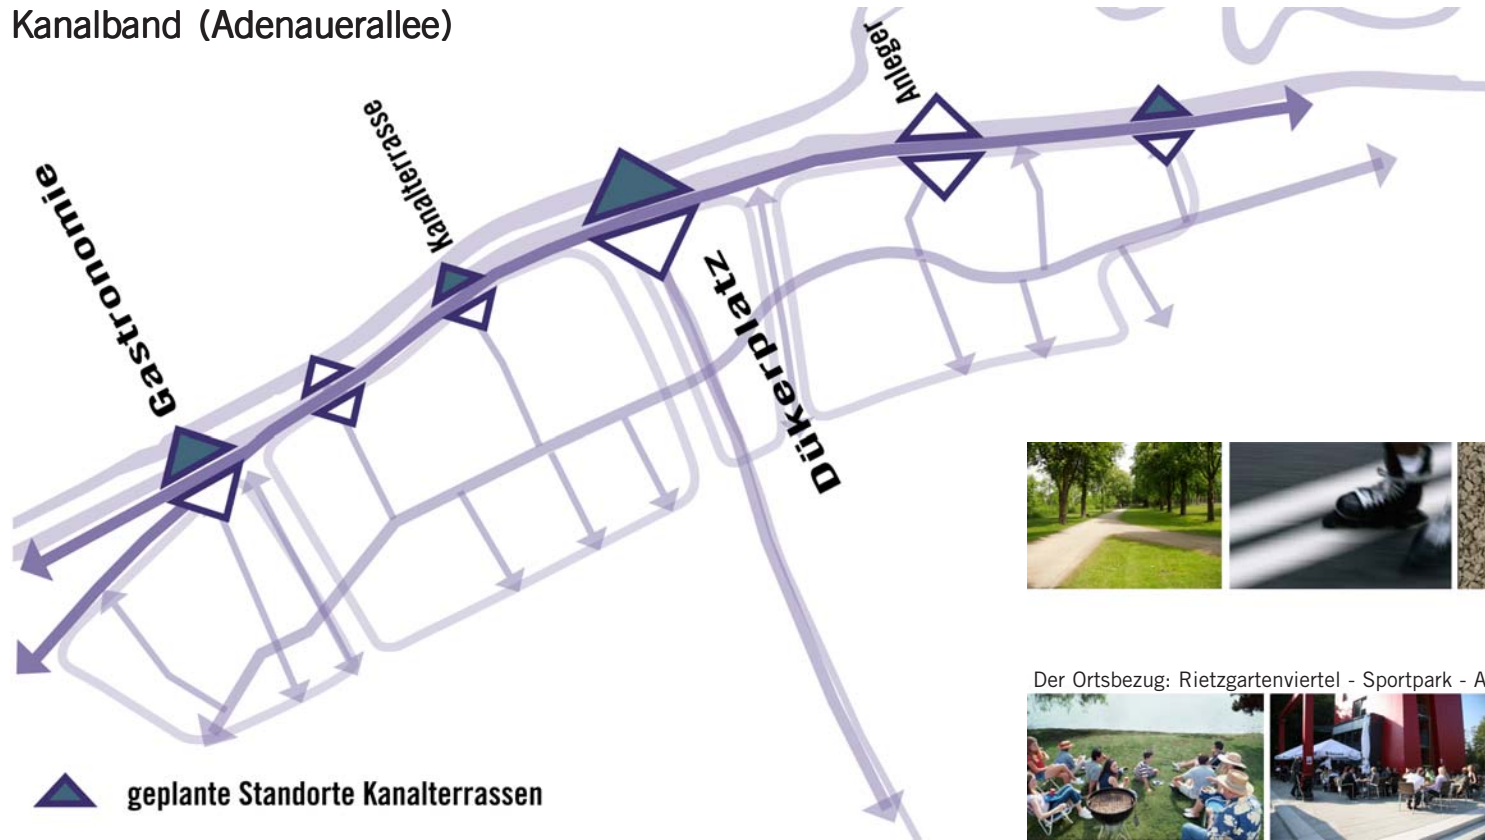 Kanalband (Adenauerallee)
Anleger
Kanalterrasse
Gastronomie
Dükerplatz
Der Ortsbezug: Rietzgartenviertel - Sportpark - A
geplante Standorte Kanalterrassen